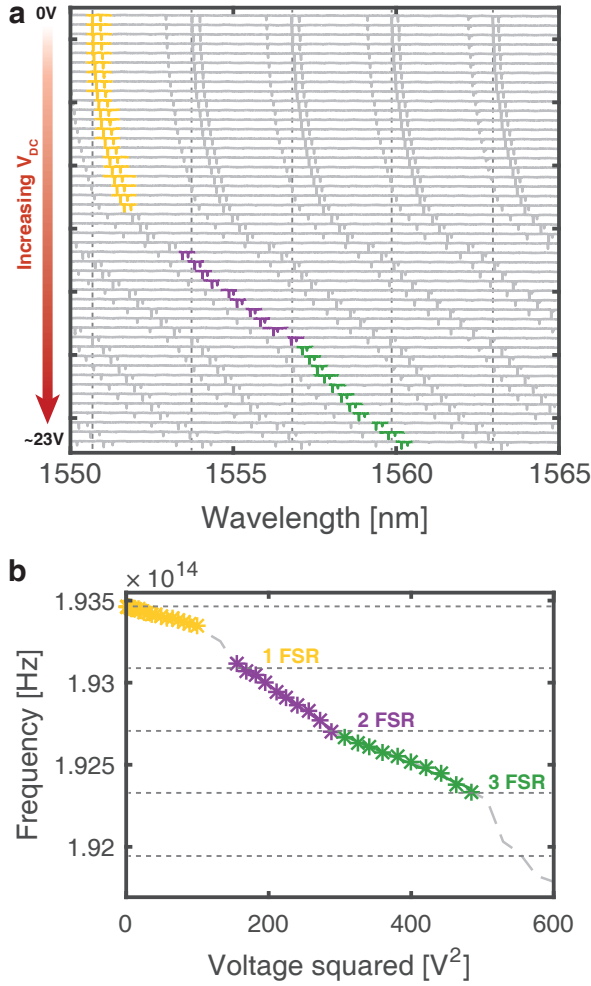 a
0V
Increasing V_DC
~23V
1550 1555 1560 1565
Wavelength [nm]
b
× 10^14
1.935
1.93
1.925
1.92
Frequency [Hz]
1 FSR
2 FSR
3 FSR
0 200 400 600
Voltage squared [V^2]